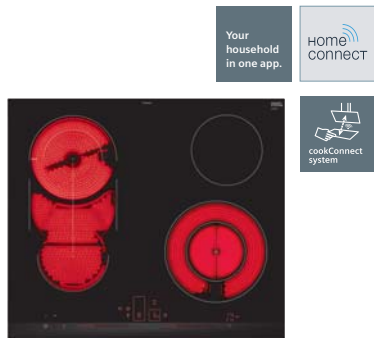 Your
household
in one app.
HOME
CONNECT
cookConnect
system